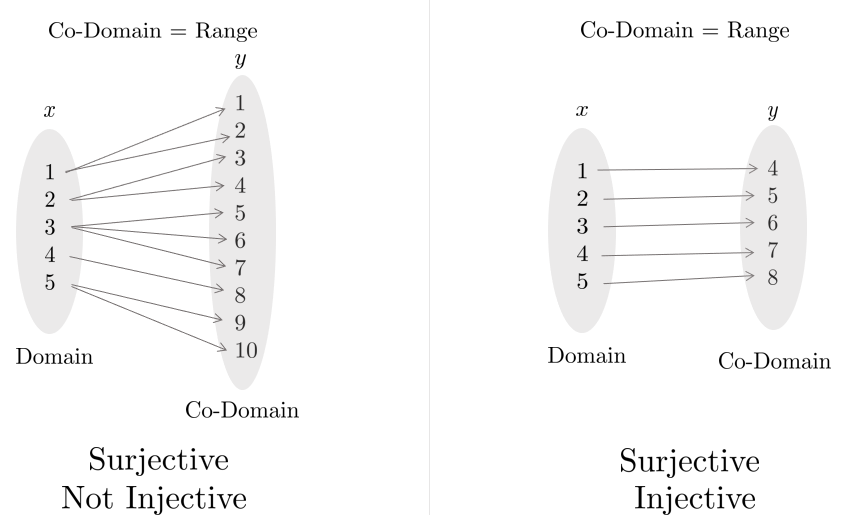 Co-Domain = Range
y
x
1
2
3
4
5
1
2
3
4
5
6
7
8
9
10
Domain
Co-Domain
Surjective
Not Injective
Co-Domain = Range
x
y
1
2
3
4
5
4
5
6
7
8
Domain
Co-Domain
Surjective
Injective